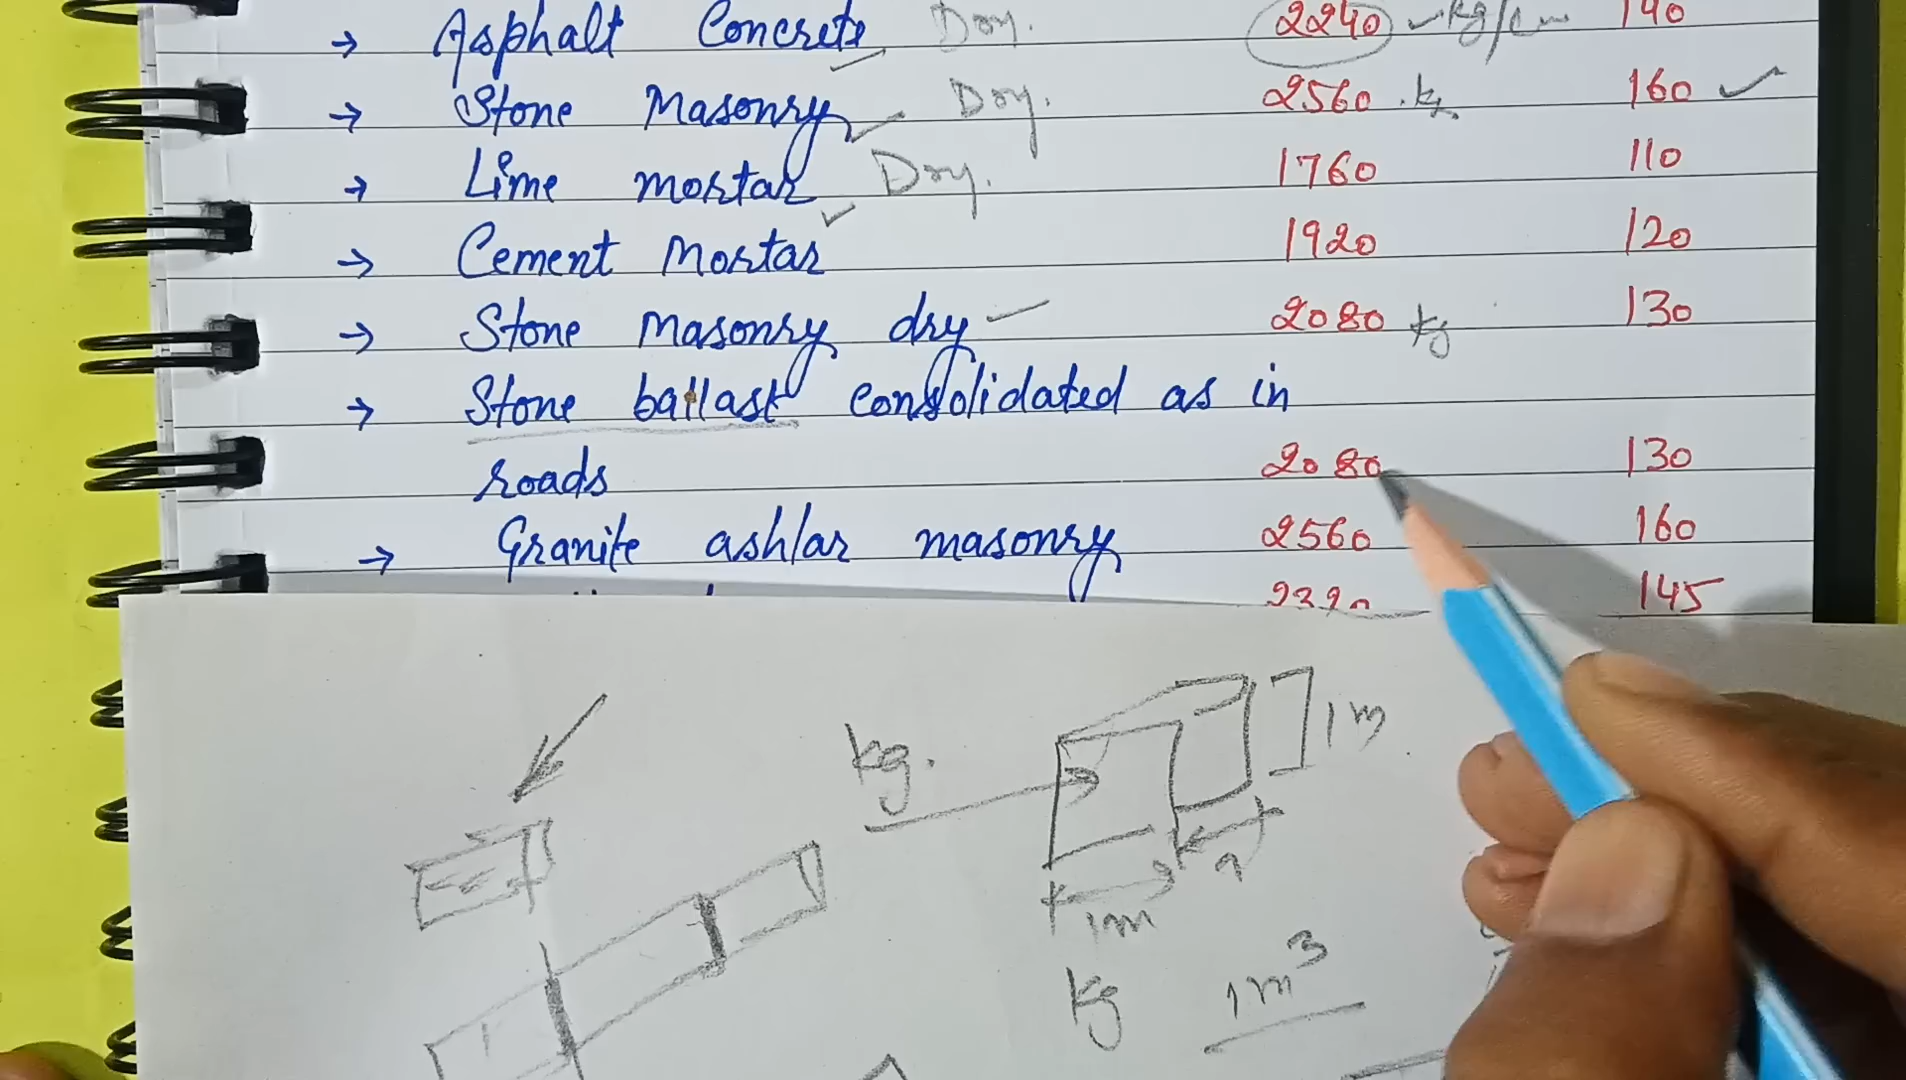 → Asphalt Concrete Dry. 2240 kg/cm 140
→ Stone Masonry Dry. 2560 .kg 160
→ Lime mortar Dry. 1760 110
→ Cement Mortar 1920 120
→ Stone Masonry dry 2080 kg 130
→ Stone ballast consolidated as in
roads 2080 130
→ Granite ashlar masonry 2560 160
145
kg. 1m
1m
kg 1m³